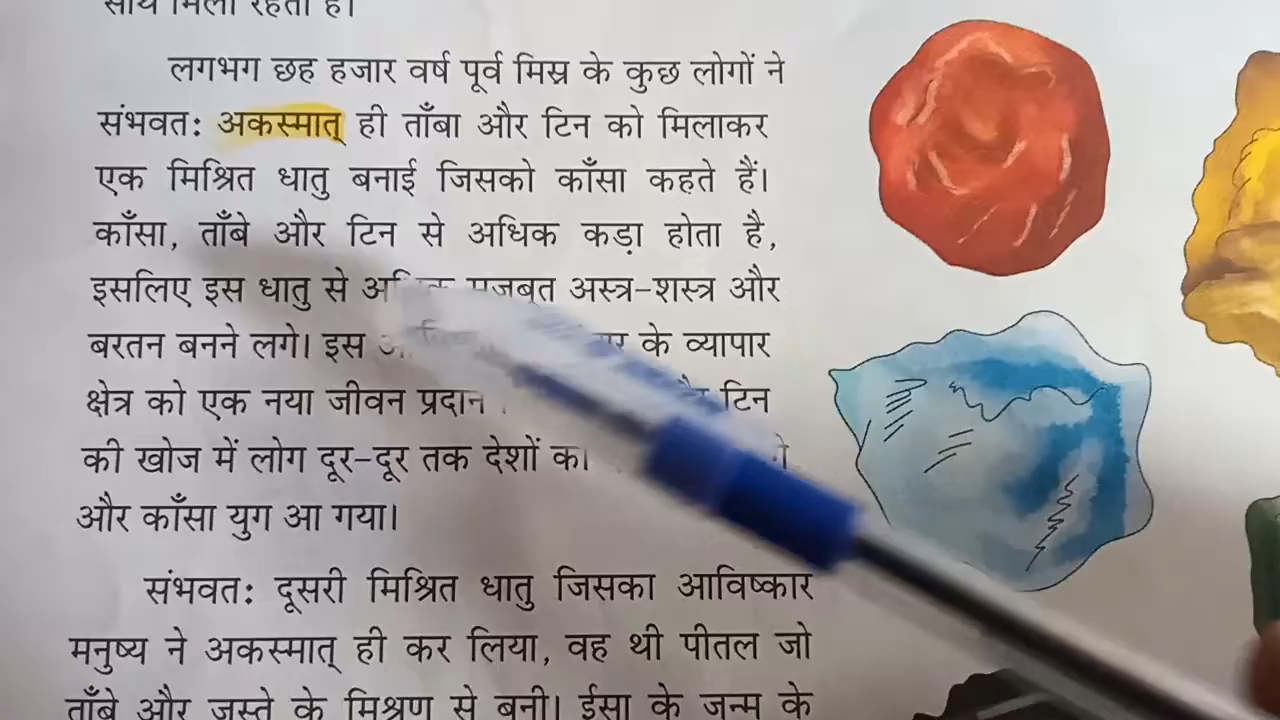 साथ मिला रहता है।
लगभग छह हजार वर्ष पूर्व मिस्र के कुछ लोगों ने
संभवतः अकस्मात् ही ताँबा और टिन को मिलाकर
एक मिश्रित धातु बनाई जिसको काँसा कहते हैं।
काँसा, ताँबे और टिन से अधिक कड़ा होता है,
इसलिए इस धातु से मजबूत अस्त्र-शस्त्र और
बरतन बनने लगे। इस के व्यापार
क्षेत्र को एक नया जीवन प्रदान टिन
की खोज में लोग दूर-दूर तक देशों
और काँसा युग आ गया।
संभवतः दूसरी मिश्रित धातु जिसका आविष्कार
मनुष्य ने अकस्मात् ही कर लिया, वह थी पीतल जो
ताँबे और जस्ते के मिश्रण से बनी। ईसा के जन्म के